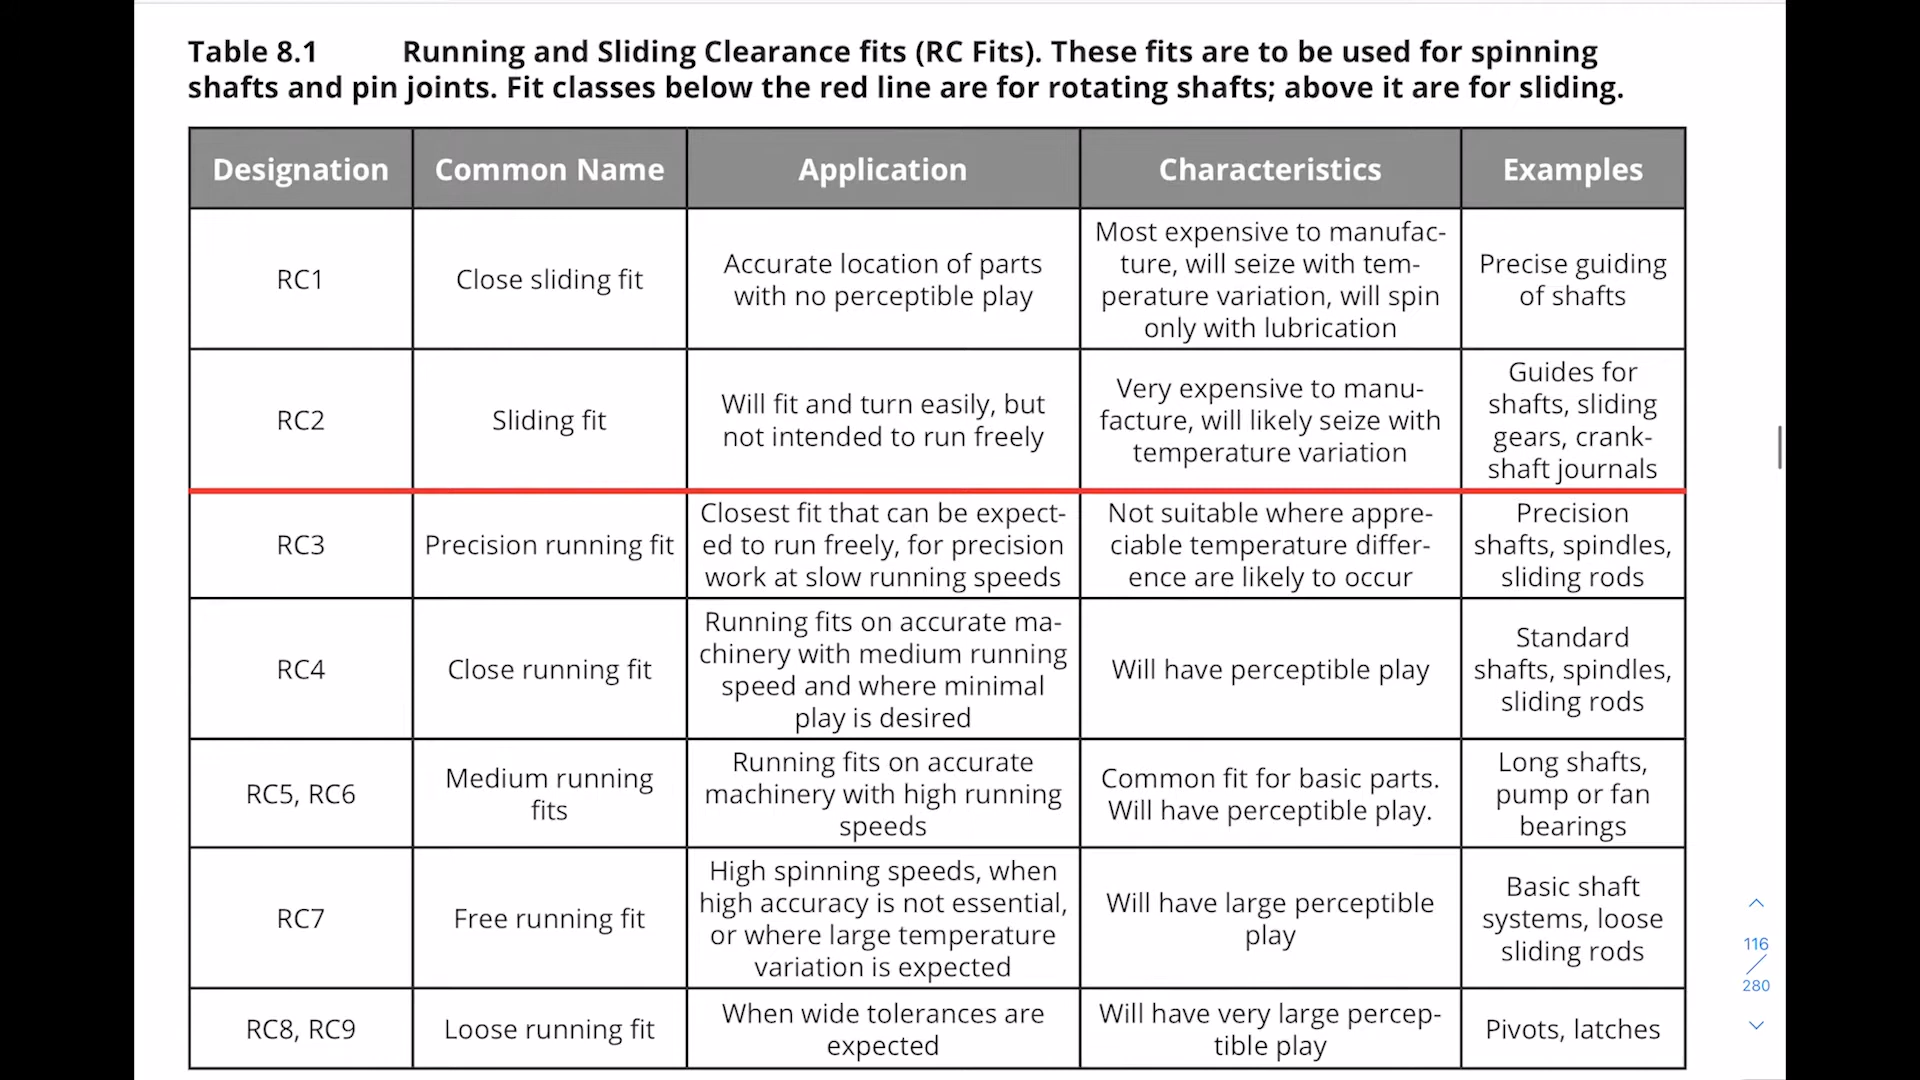 Table 8.1 Running and Sliding Clearance fits (RC Fits). These fits are to be used for spinning
shafts and pin joints. Fit classes below the red line are for rotating shafts; above it are for sliding.
Designation
Common Name
Application
Characteristics
Examples
RC1
Close sliding fit
Accurate location of parts
with no perceptible play
Most expensive to manufac-
ture, will seize with tem-
perature variation, will spin
only with lubrication
Precise guiding
of shafts
RC2
Sliding fit
Will fit and turn easily, but
not intended to run freely
Very expensive to manu-
facture, will likely seize with
temperature variation
Guides for
shafts, sliding
gears, crank-
shaft journals
RC3
Precision running fit
Closest fit that can be expect-
ed to run freely, for precision
work at slow running speeds
Not suitable where appre-
ciable temperature differ-
ence are likely to occur
Precision
shafts, spindles,
sliding rods
RC4
Close running fit
Running fits on accurate ma-
chinery with medium running
speed and where minimal
play is desired
Will have perceptible play
Standard
shafts, spindles,
sliding rods
RC5, RC6
Medium running
fits
Running fits on accurate
machinery with high running
speeds
Common fit for basic parts.
Will have perceptible play.
Long shafts,
pump or fan
bearings
RC7
Free running fit
High spinning speeds, when
high accuracy is not essential,
or where large temperature
variation is expected
Will have large perceptible
play
Basic shaft
systems, loose
sliding rods
RC8, RC9
Loose running fit
When wide tolerances are
expected
Will have very large percep-
tible play
Pivots, latches
116
280